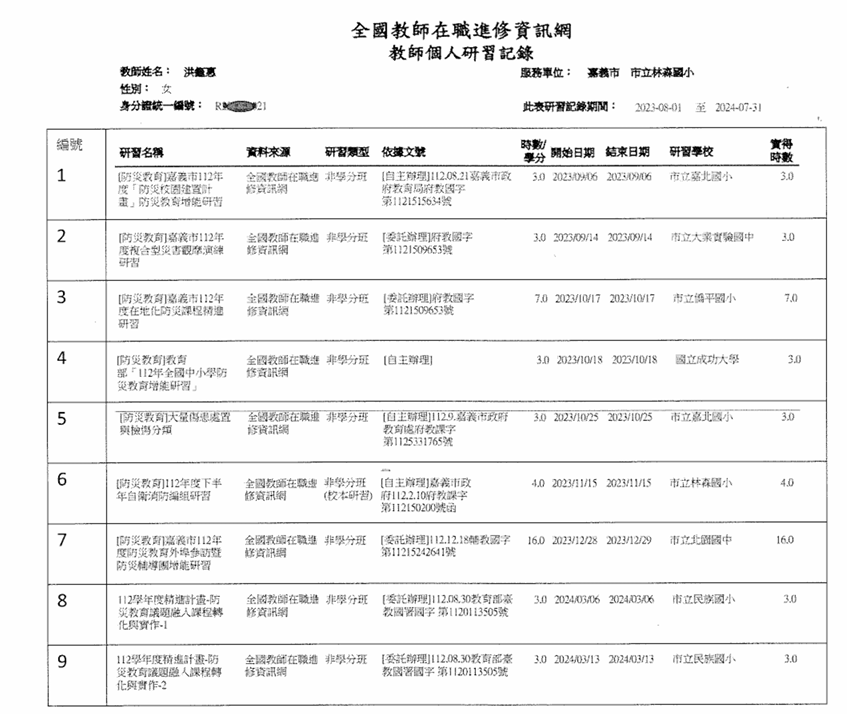 全國教師在職進修資訊網
教師個人研習記錄
教師姓名： 洪鑑惠 服務單位： 嘉義市 市立林森國小
性別： 女
身分證統一編號： R 21 此表研習記錄期間： 2023-08-01 至 2024-07-31
編號 研習名稱 資料來源 研習類型 依據文號 時數/學分 開始日期 結束日期 研習學校 實得時數
1 [防災教育]嘉義市112年 全國教師在職進 非學分班 [自主辦理]112.08.21嘉義市政 3.0 2023/09/06 2023/09/06 市立嘉北國小 3.0
度「防災校園建置計 修資訊網 府教育局府教國字
畫」防災教育增能研習 第1121515634號
2 [防災教育]嘉義市112年 全國教師在職進 非學分班 [委託辦理]府教國字 3.0 2023/09/14 2023/09/14 市立大業實驗國中 3.0
度複合型災害觀摩演練 修資訊網 第1121509653號
研習
3 [防災教育]嘉義市112年 全國教師在職進 非學分班 [委託辦理]府教國字 7.0 2023/10/17 2023/10/17 市立僑平國小 7.0
度在地化防災課程精進 修資訊網 第1121509653號
研習
4 [防災教育]教育 全國教師在職進 非學分班 [自主辦理] 3.0 2023/10/18 2023/10/18 國立成功大學 3.0
部「112年全國中小學防 修資訊網
災教育增能研習」
5 [防災教育]大量傷患處置 全國教師在職進 非學分班 [自主辦理]112.9.嘉義市政府 3.0 2023/10/25 2023/10/25 市立嘉北國小 3.0
與檢傷分類 修資訊網 教育處府教課字
第1125331765號
6 [防災教育]112年度下半 全國教師在職進 非學分班 [自主辦理]嘉義市政 4.0 2023/11/15 2023/11/15 市立林森國小 4.0
年自衛消防編組研習 修資訊網 (校本研習) 府112.2.10府教課字
第112150200號函
7 [防災教育]嘉義市112年 全國教師在職進 非學分班 [委託辦理]112.12.18輔教國字 16.0 2023/12/28 2023/12/29 市立北園國中 16.0
度防災教育外埠參訪暨 修資訊網 第11215242641號
防災輔導團增能研習
8 112學年度精進計畫-防 全國教師在職進 非學分班 [委託辦理]112.08.30教育部臺 3.0 2024/03/06 2024/03/06 市立民族國小 3.0
災教育議題融入課程轉 修資訊網 教國署國字 第1120113505號
化與實作-1
9 112學年度精進計畫-防 全國教師在職進 非學分班 [委託辦理]112.08.30教育部臺 3.0 2024/03/13 2024/03/13 市立民族國小 3.0
災教育議題融入課程轉 修資訊網 教國署國字 第1120113505號
化與實作-2